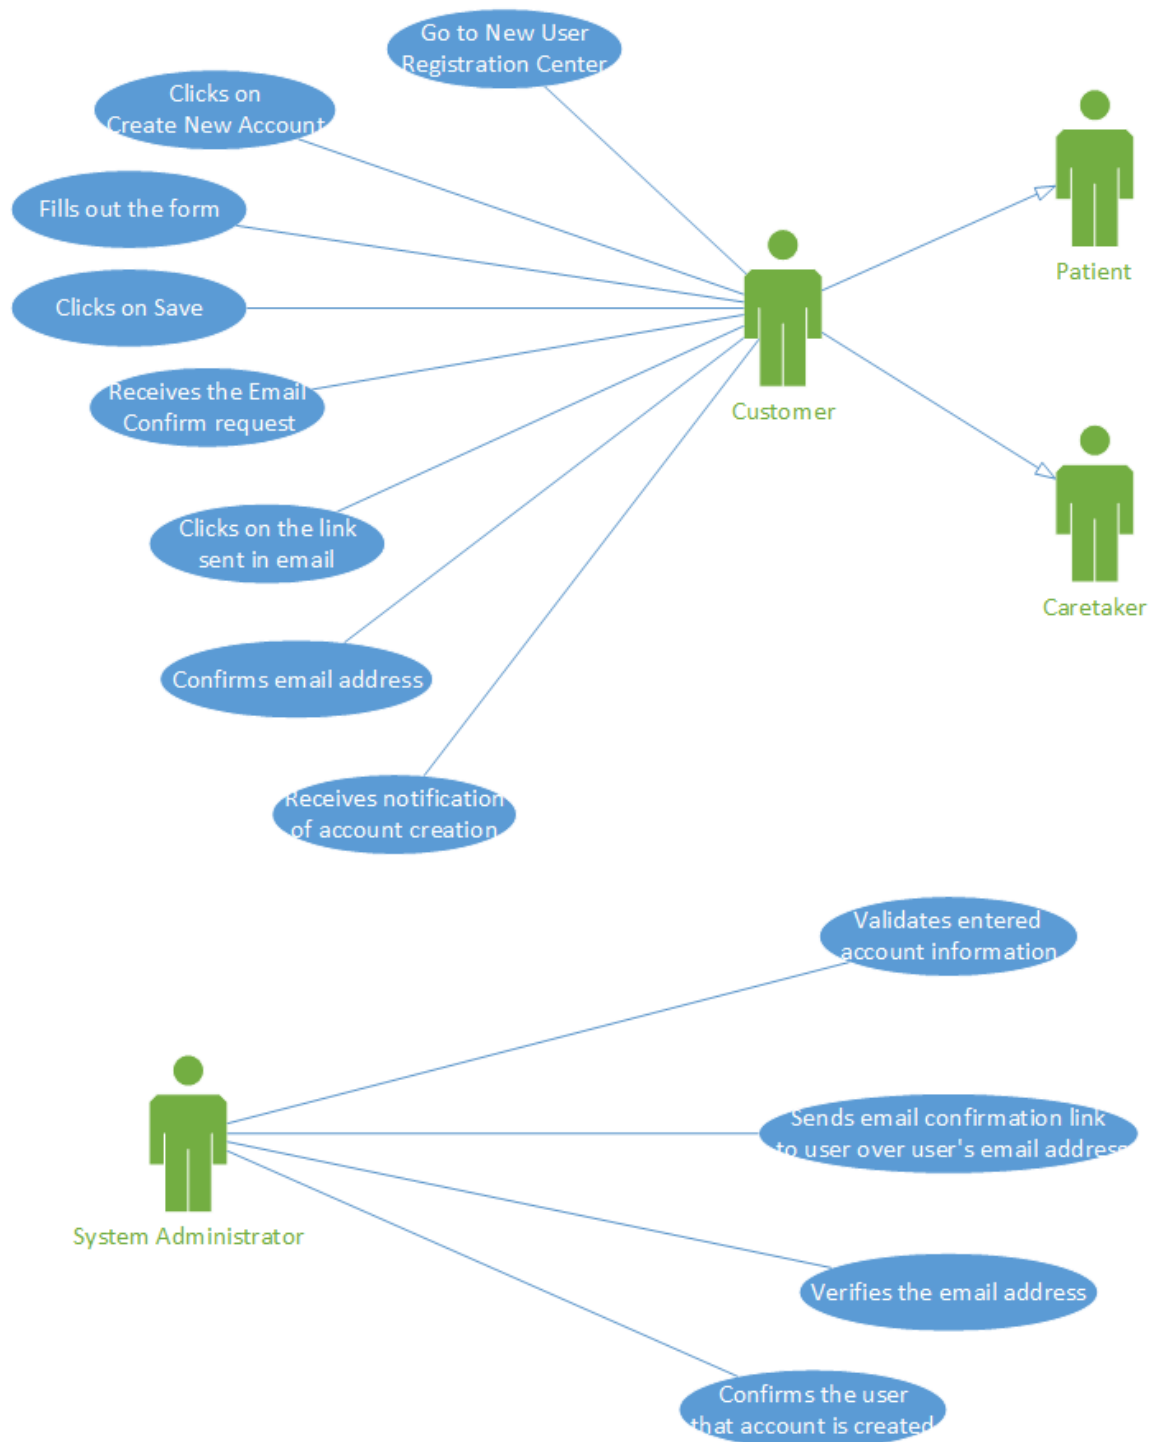 Go to New User
Registration Center
Clicks on
Create New Account
Fills out the form
Clicks on Save
Receives the Email
Confirm request
Clicks on the link
sent in email
Confirms email address
Receives notification
of account creation
Customer
Patient
Caretaker
Validates entered
account information
Sends email confirmation link
to user over user's email address
Verifies the email address
Confirms the user
that account is created
System Administrator